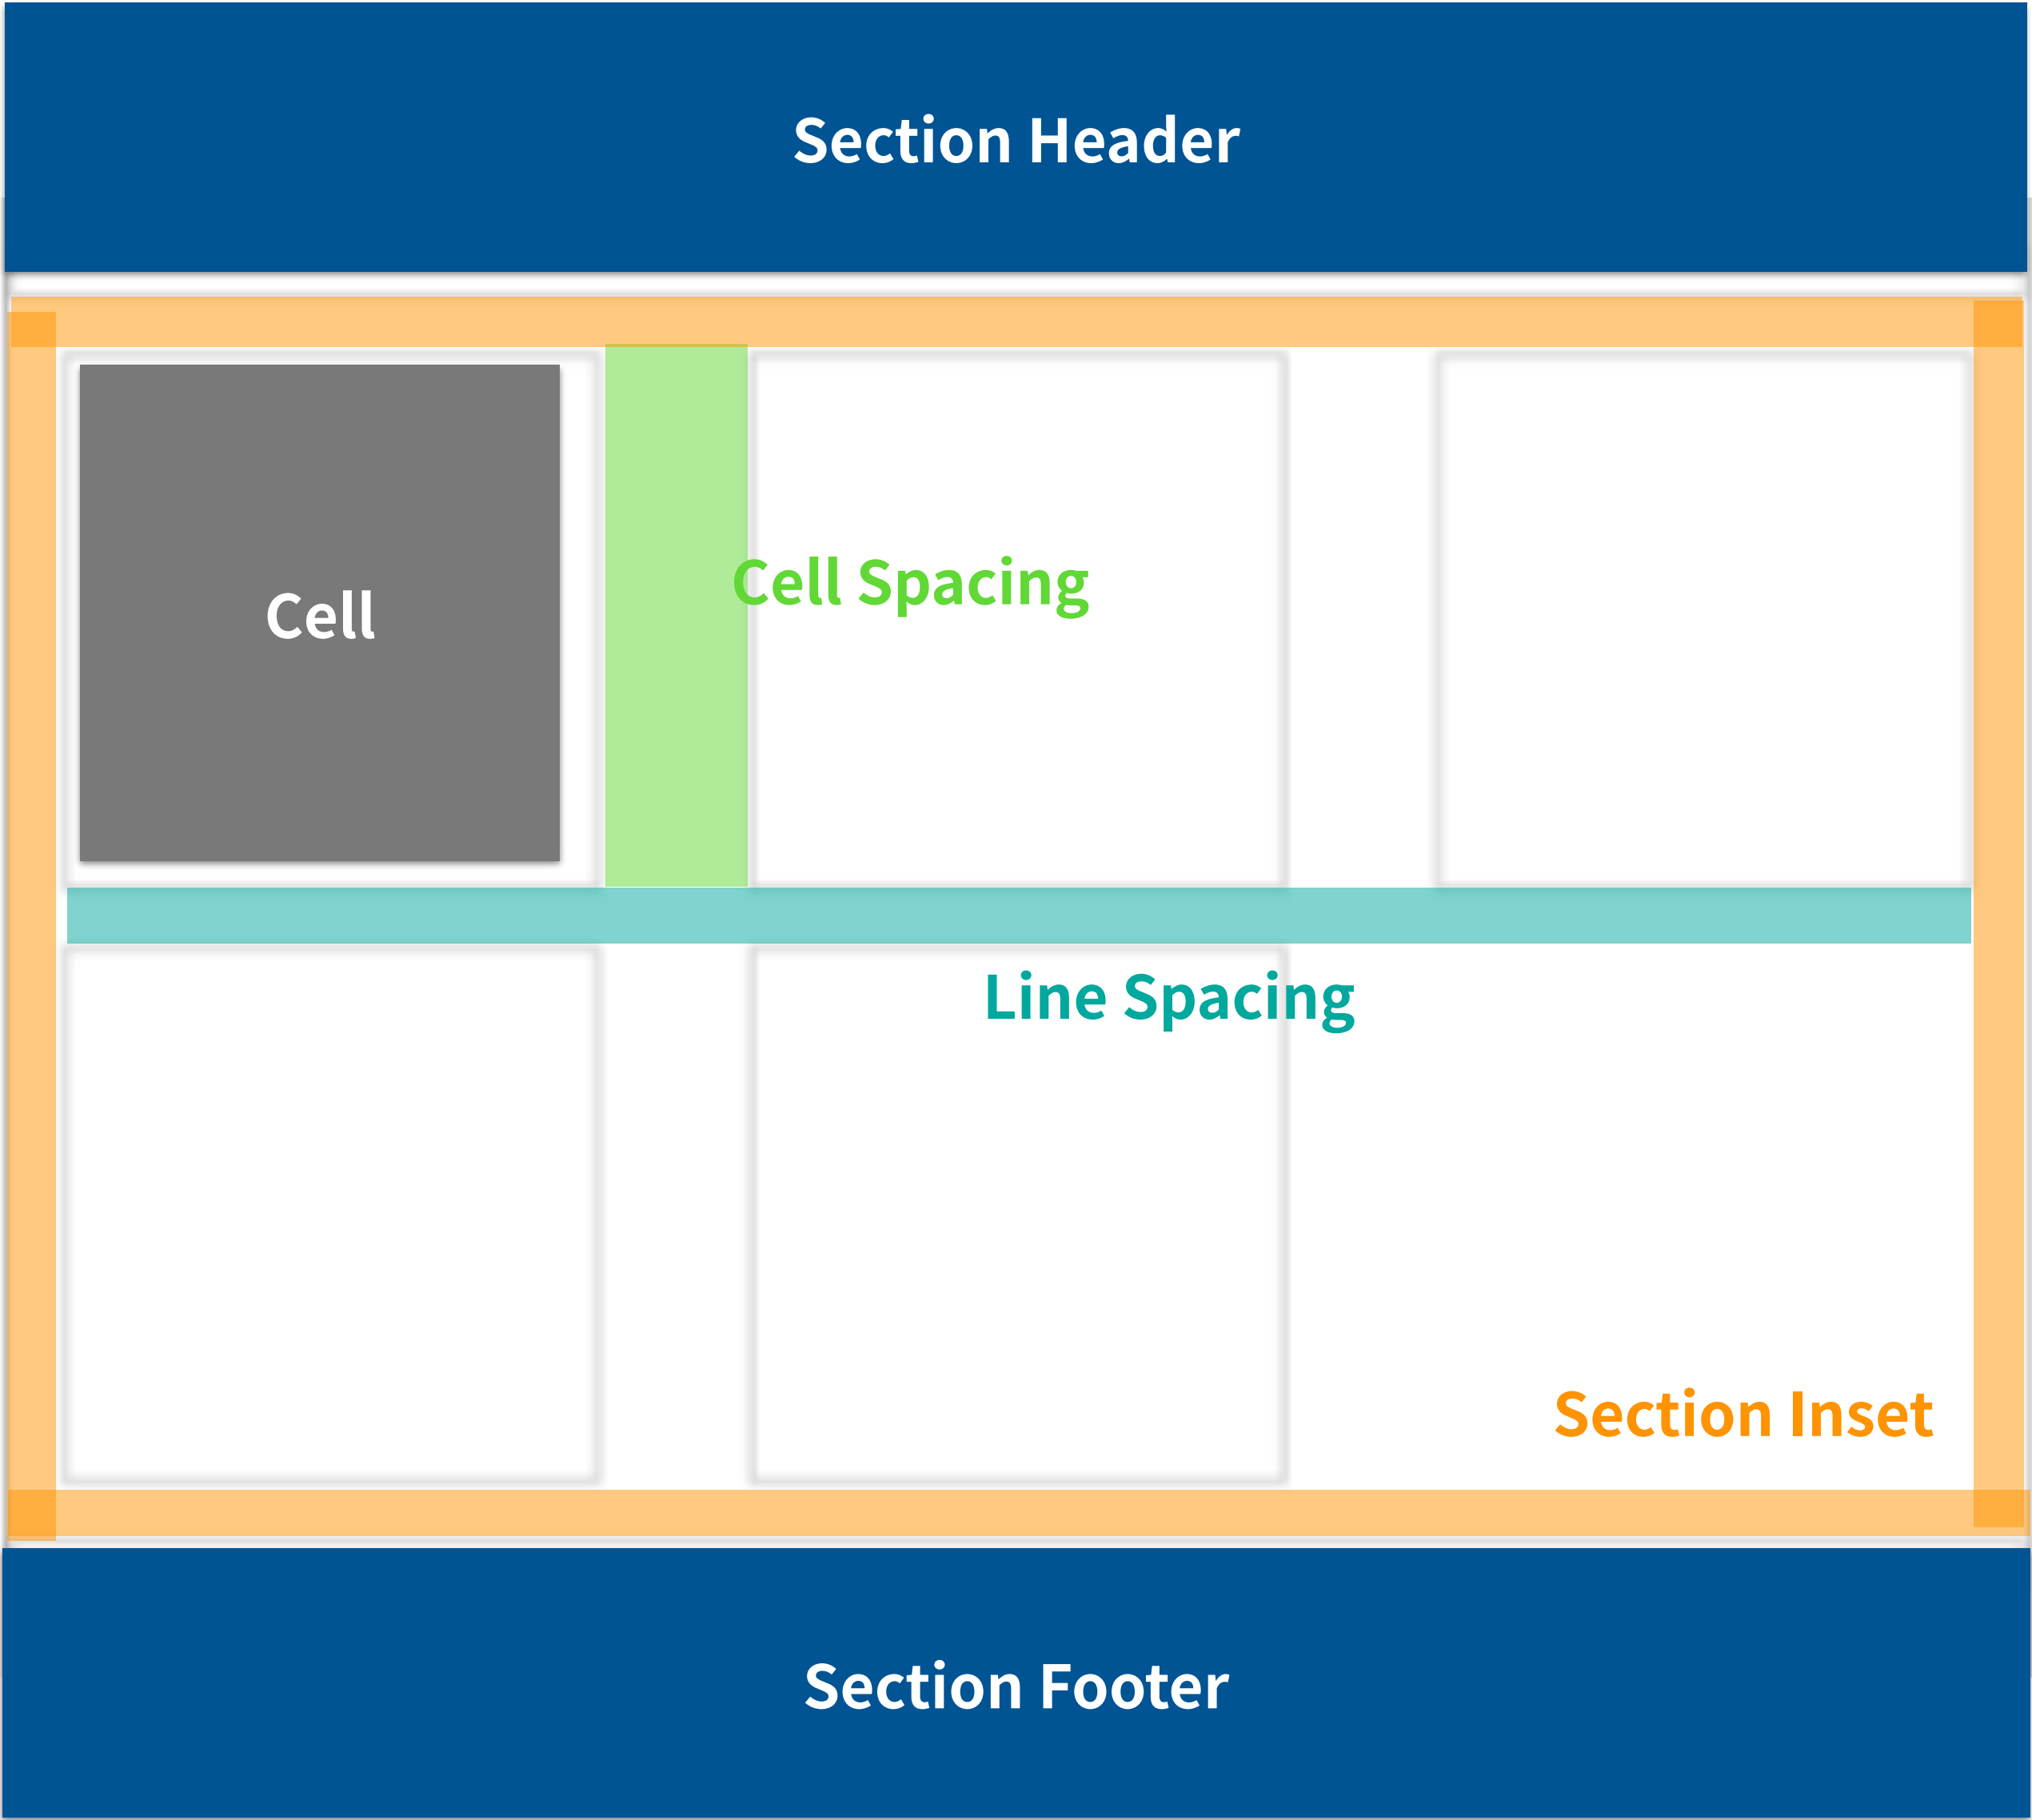 Section Header
Cell Spacing
Cell
Line Spacing
Section Inset
Section Footer